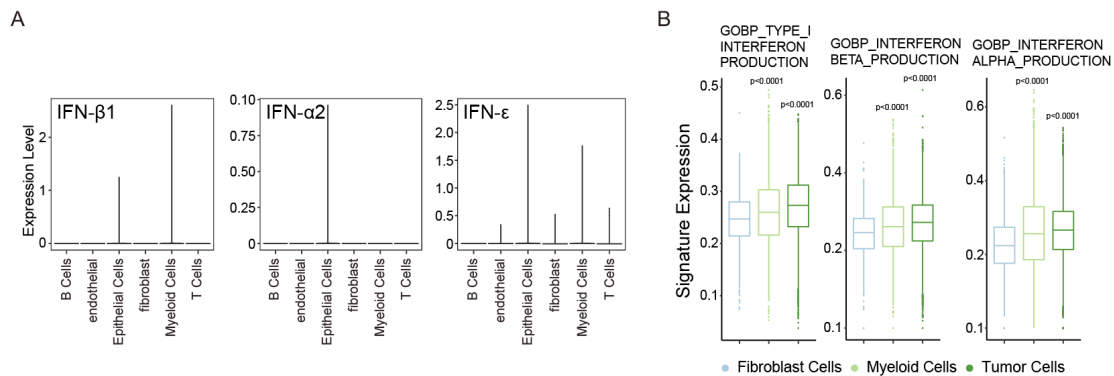 A
B
IFN-β1
IFN-α2
IFN-ε
Expression Level
2
1
0
0.10
0.75
0.50
0.25
0
2.5
2.0
1.5
1.0
0.5
0.0
B Cells
endothelial
Epithelial Cells
fibroblast
Myeloid Cells
T Cells
B Cells
endothelial
Epithelial Cells
fibroblast
Myeloid Cells
T Cells
B Cells
endothelial
Epithelial Cells
fibroblast
Myeloid Cells
T Cells
GOBP_TYPE_I
INTERFERON
PRODUCTION
GOBP_INTERFERON
BETA_PRODUCTION
GOBP_INTERFERON
ALPHA_PRODUCTION
Signature Expression
0.5
0.4
0.3
0.2
0.1
p<0.0001
p<0.0001
0.6
0.4
0.2
0.1
p<0.0001
p<0.0001
0.6
0.4
0.2
0.1
p<0.0001
p<0.0001
Fibroblast Cells
Myeloid Cells
Tumor Cells